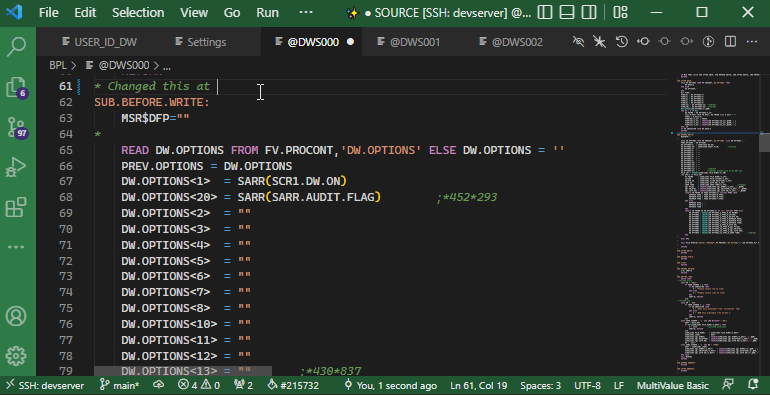 File Edit Selection View Go Run ··· ● SOURCE [SSH: devserver] @...
USER_ID_DW Settings @DWS000 ● @DWS001 @DWS002 ···
BPL > @DWS000 > ...
61 * Changed this at
62 SUB.BEFORE.WRITE:
63 MSR$DFP=""
64 *
65 READ DW.OPTIONS FROM FV.PROCONT,'DW.OPTIONS' ELSE DW.OPTIONS = ''
66 PREV.OPTIONS = DW.OPTIONS
67 DW.OPTIONS<1> = SARR(SCR1.DW.ON)
68 DW.OPTIONS<20> = SARR(SARR.AUDIT.FLAG) ;*452*293
69 DW.OPTIONS<2> = ""
70 DW.OPTIONS<3> = ""
71 DW.OPTIONS<4> = ""
72 DW.OPTIONS<5> = ""
73 DW.OPTIONS<6> = ""
74 DW.OPTIONS<7> = ""
75 DW.OPTIONS<8> = ""
76 DW.OPTIONS<10> = ""
77 DW.OPTIONS<11> = ""
78 DW.OPTIONS<12> = ""
79 DW.OPTIONS<13> = "" ;*430*837
6
97
SSH: devserver main* 4 0 2 #215732 You, 1 second ago Ln 61, Col 19 Spaces: 3 UTF-8 LF MultiValue Basic